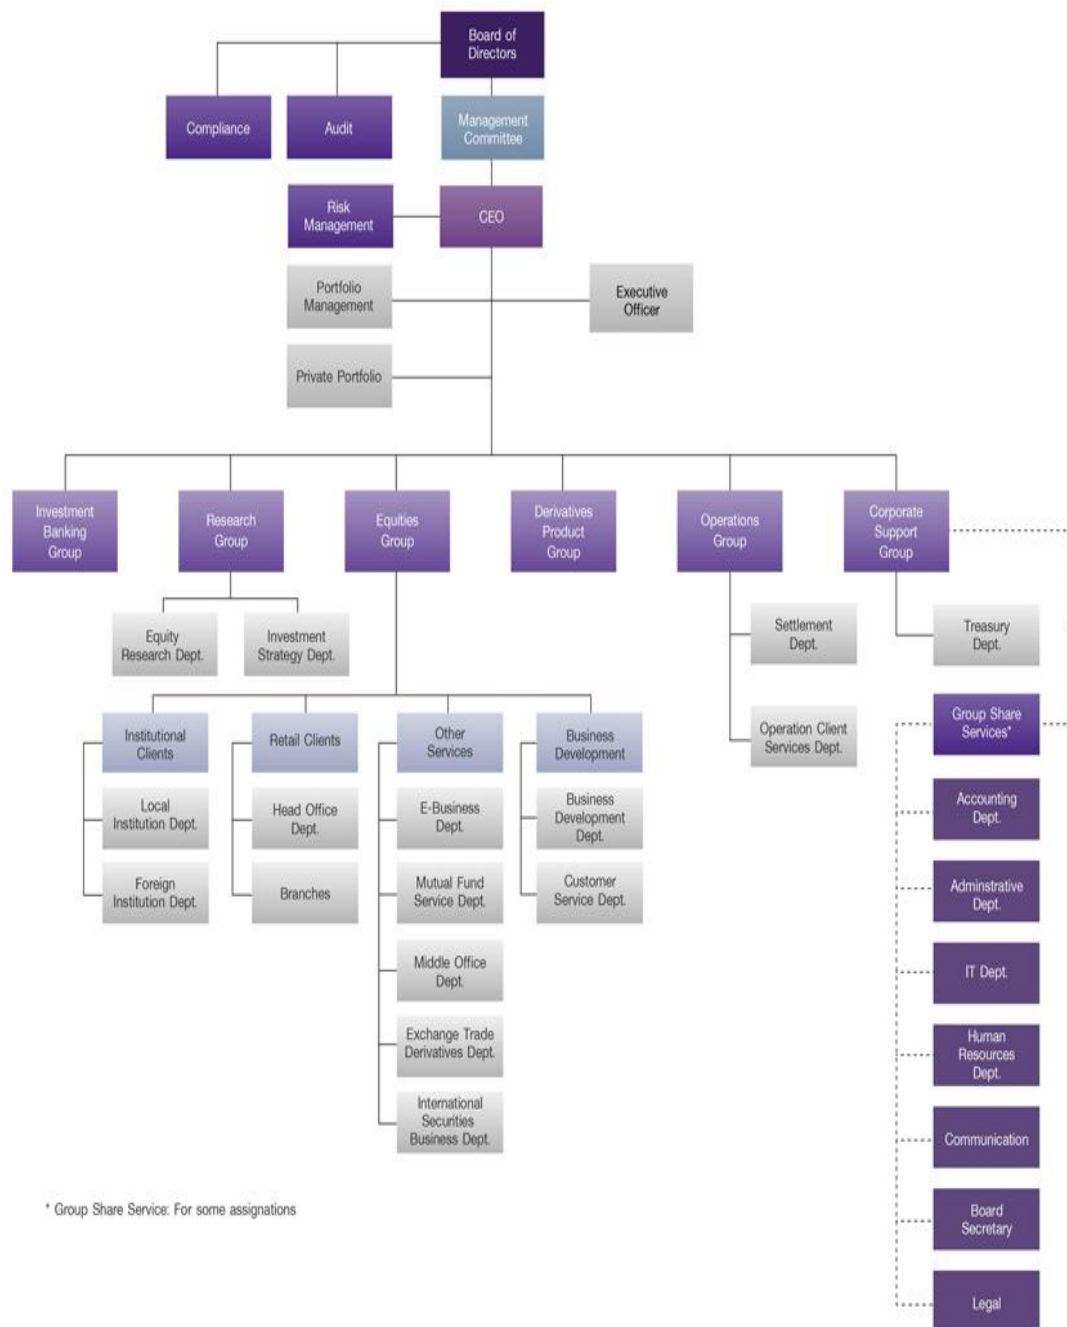 Board of
Directors
Compliance
Audit
Management
Committee
Risk
Management
CEO
Portfolio
Management
Executive
Officer
Private Portfolio
Investment
Banking
Group
Research
Group
Equities
Group
Derivatives
Product
Group
Operations
Group
Corporate
Support
Group
Equity
Research Dept.
Investment
Strategy Dept.
Settlement
Dept.
Treasury
Dept.
Institutional
Clients
Retail Clients
Other
Services
Business
Development
Operation Client
Services Dept.
Group Share
Services*
Local
Institution Dept.
Head Office
Dept.
E-Business
Dept.
Business
Development
Dept.
Accounting
Dept.
Foreign
Institution Dept.
Branches
Mutual Fund
Service Dept.
Customer
Service Dept.
Adminstrative
Dept.
Middle Office
Dept.
IT Dept.
Exchange Trade
Derivatives Dept.
Human
Resources
Dept.
International
Securities
Business Dept.
Communication
* Group Share Service: For some assignations
Board
Secretary
Legal